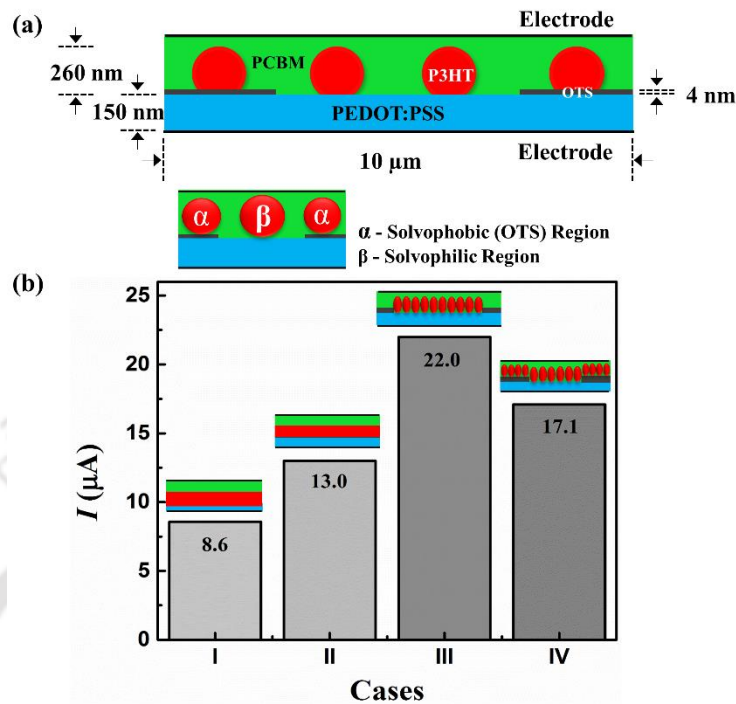 (a)
Electrode
PCBM
P3HT
260 nm
OTS
4 nm
150 nm
PEDOT:PSS
10 μm
Electrode
α β α
α - Solvophobic (OTS) Region
β - Solvophilic Region
(b)
25
20
15
10
5
0
I (μA)
8.6
13.0
22.0
17.1
I II III IV
Cases